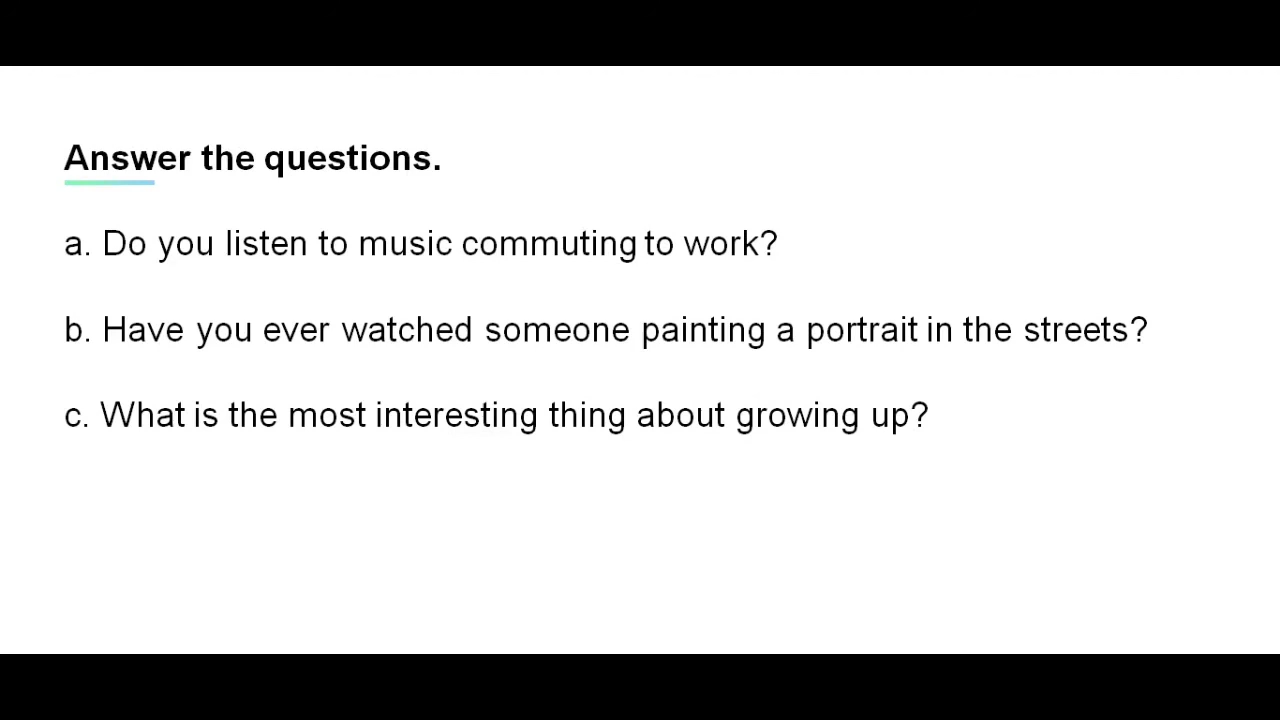 Answer the questions.
a. Do you listen to music commuting to work?
b. Have you ever watched someone painting a portrait in the streets?
c. What is the most interesting thing about growing up?